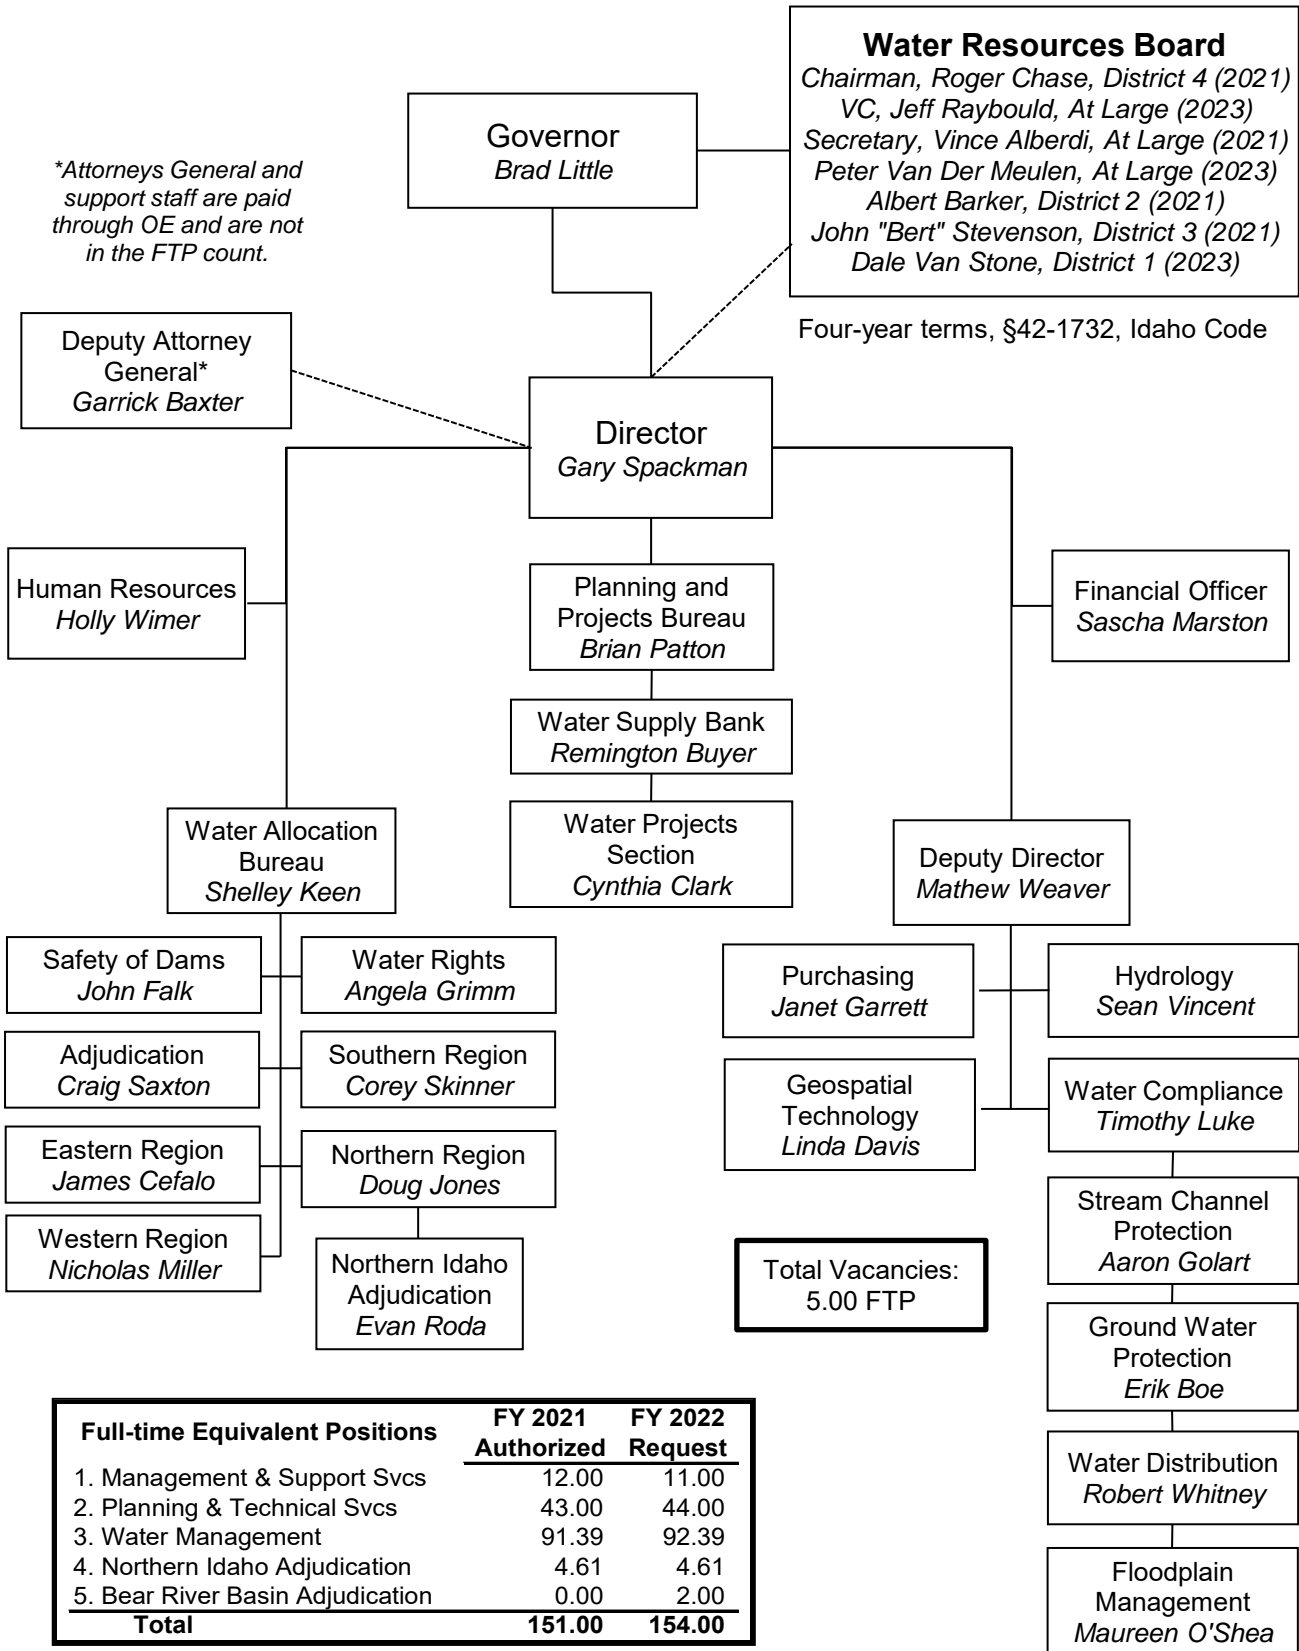 Water Resources Board
Chairman, Roger Chase, District 4 (2021)
VC, Jeff Raybould, At Large (2023)
Secretary, Vince Alberdi, At Large (2021)
Peter Van Der Meulen, At Large (2023)
Albert Barker, District 2 (2021)
John "Bert" Stevenson, District 3 (2021)
Dale Van Stone, District 1 (2023)
Four-year terms, §42-1732, Idaho Code
Governor
Brad Little
*Attorneys General and
support staff are paid
through OE and are not
in the FTP count.
Deputy Attorney
General*
Garrick Baxter
Director
Gary Spackman
Human Resources
Holly Wimer
Planning and
Projects Bureau
Brian Patton
Financial Officer
Sascha Marston
Water Supply Bank
Remington Buyer
Water Projects
Section
Cynthia Clark
Water Allocation
Bureau
Shelley Keen
Deputy Director
Mathew Weaver
Safety of Dams
John Falk
Water Rights
Angela Grimm
Adjudication
Craig Saxton
Southern Region
Corey Skinner
Eastern Region
James Cefalo
Northern Region
Doug Jones
Western Region
Nicholas Miller
Northern Idaho
Adjudication
Evan Roda
Purchasing
Janet Garrett
Hydrology
Sean Vincent
Geospatial
Technology
Linda Davis
Water Compliance
Timothy Luke
Stream Channel
Protection
Aaron Golart
Ground Water
Protection
Erik Boe
Water Distribution
Robert Whitney
Floodplain
Management
Maureen O'Shea
Total Vacancies:
5.00 FTP
Full-time Equivalent Positions FY 2021 Authorized FY 2022 Request
1. Management & Support Svcs 12.00 11.00
2. Planning & Technical Svcs 43.00 44.00
3. Water Management 91.39 92.39
4. Northern Idaho Adjudication 4.61 4.61
5. Bear River Basin Adjudication 0.00 2.00
Total 151.00 154.00